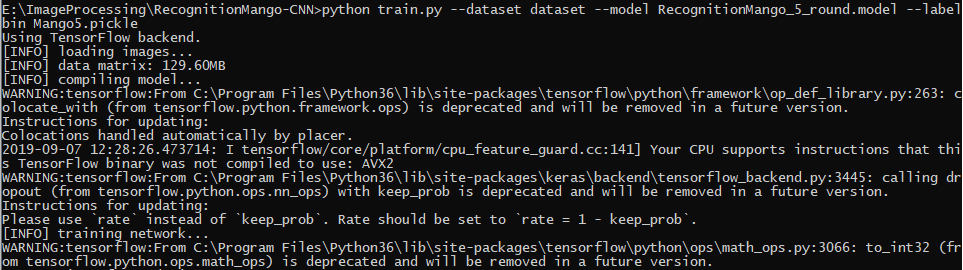 E:\ImageProcessing\RecognitionMango-CNN>python train.py --dataset dataset --model RecognitionMango_5_round.model --label
bin Mango5.pickle
Using TensorFlow backend.
[INFO] loading images...
[INFO] data matrix: 129.60MB
[INFO] compiling model...
WARNING:tensorflow:From C:\Program Files\Python36\lib\site-packages\tensorflow\python\framework\op_def_library.py:263: c
olocate_with (from tensorflow.python.framework.ops) is deprecated and will be removed in a future version.
Instructions for updating:
Colocations handled automatically by placer.
2019-09-07 12:28:26.473714: I tensorflow/core/platform/cpu_feature_guard.cc:141] Your CPU supports instructions that thi
s TensorFlow binary was not compiled to use: AVX2
WARNING:tensorflow:From C:\Program Files\Python36\lib\site-packages\keras\backend\tensorflow_backend.py:3445: calling dr
opout (from tensorflow.python.ops.nn_ops) with keep_prob is deprecated and will be removed in a future version.
Instructions for updating:
Please use `rate` instead of `keep_prob`. Rate should be set to `rate = 1 - keep_prob`.
[INFO] training network...
WARNING:tensorflow:From C:\Program Files\Python36\lib\site-packages\tensorflow\python\ops\math_ops.py:3066: to_int32 (fr
om tensorflow.python.ops.math_ops) is deprecated and will be removed in a future version.